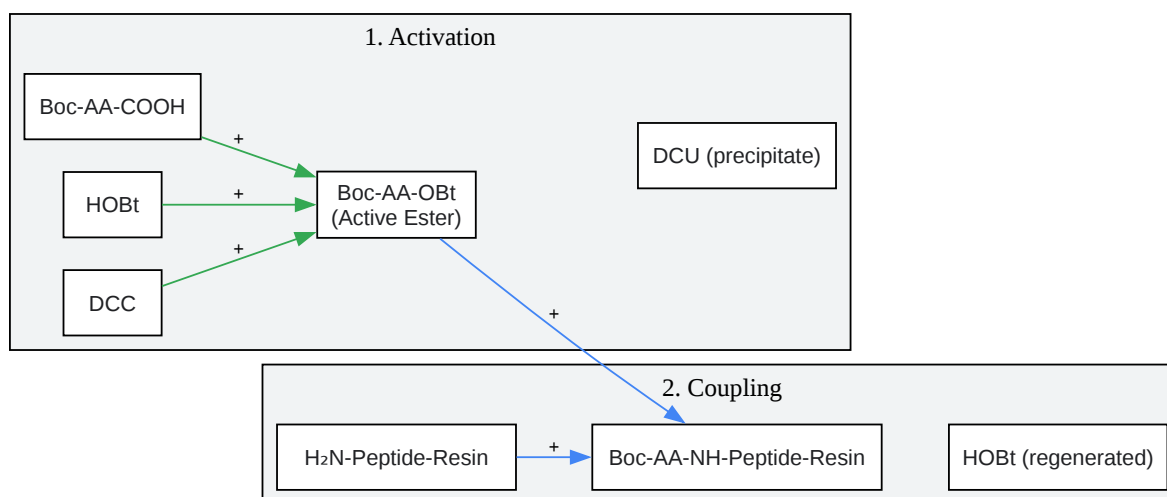 1. Activation
Boc-AA-COOH
+
HOBt
+
DCC
+
Boc-AA-OBt
(Active Ester)
DCU (precipitate)
+
2. Coupling
H₂N-Peptide-Resin
+
Boc-AA-NH-Peptide-Resin
HOBt (regenerated)